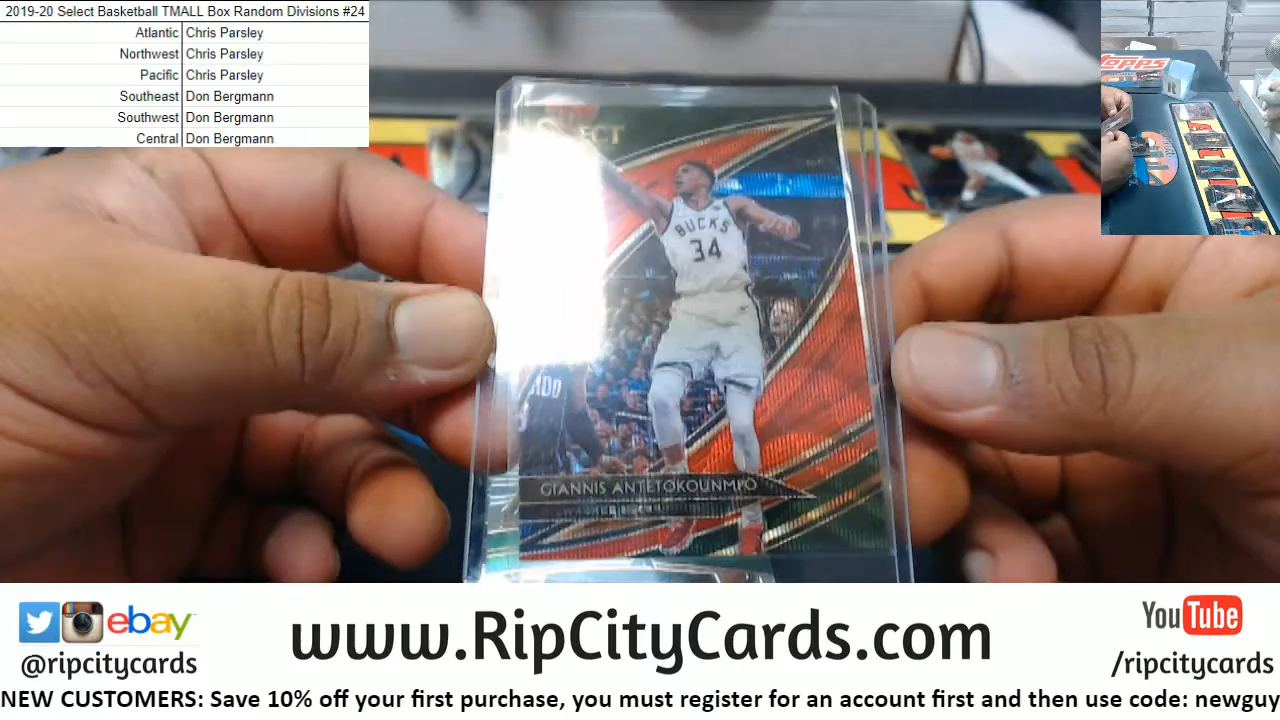 2019-20 Select Basketball TMALL Box Random Divisions #24
Atlantic Chris Parsley
Northwest Chris Parsley
Pacific Chris Parsley
Southeast Don Bergmann
Southwest Don Bergmann
Central Don Bergmann
topps
SELECT
BUCKS
34
GIANNIS ANTETOKOUNMPO
ebay
www.RipCityCards.com
YouTube
@ripcitycards
/ripcitycards
NEW CUSTOMERS: Save 10% off your first purchase, you must register for an account first and then use code: newguy